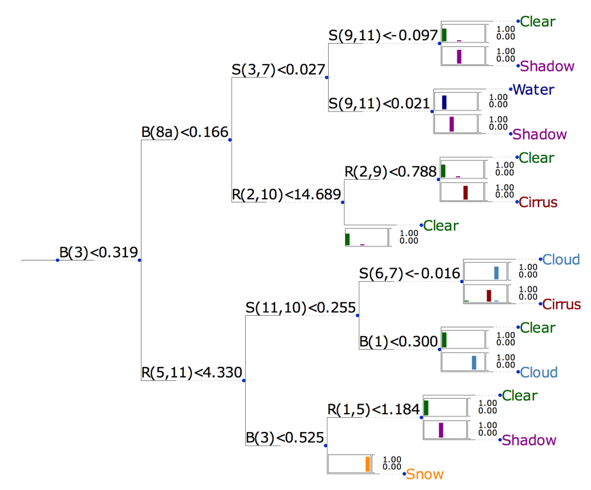 Clear
S(9,11)<-0.097
1.00
0.00
1.00
0.00
Shadow
S(3,7)<0.027
Water
S(9,11)<0.021
1.00
0.00
1.00
0.00
Shadow
B(8a)<0.166
Clear
R(2,9)<0.788
1.00
0.00
1.00
0.00
Cirrus
R(2,10)<14.689
Clear
1.00
0.00
B(3)<0.319
Cloud
S(6,7)<-0.016
1.00
0.00
1.00
0.00
Cirrus
S(11,10)<0.255
Clear
B(1)<0.300
1.00
0.00
1.00
0.00
Cloud
R(5,11)<4.330
Clear
R(1,5)<1.184
1.00
0.00
1.00
0.00
Shadow
B(3)<0.525
1.00
0.00
Snow